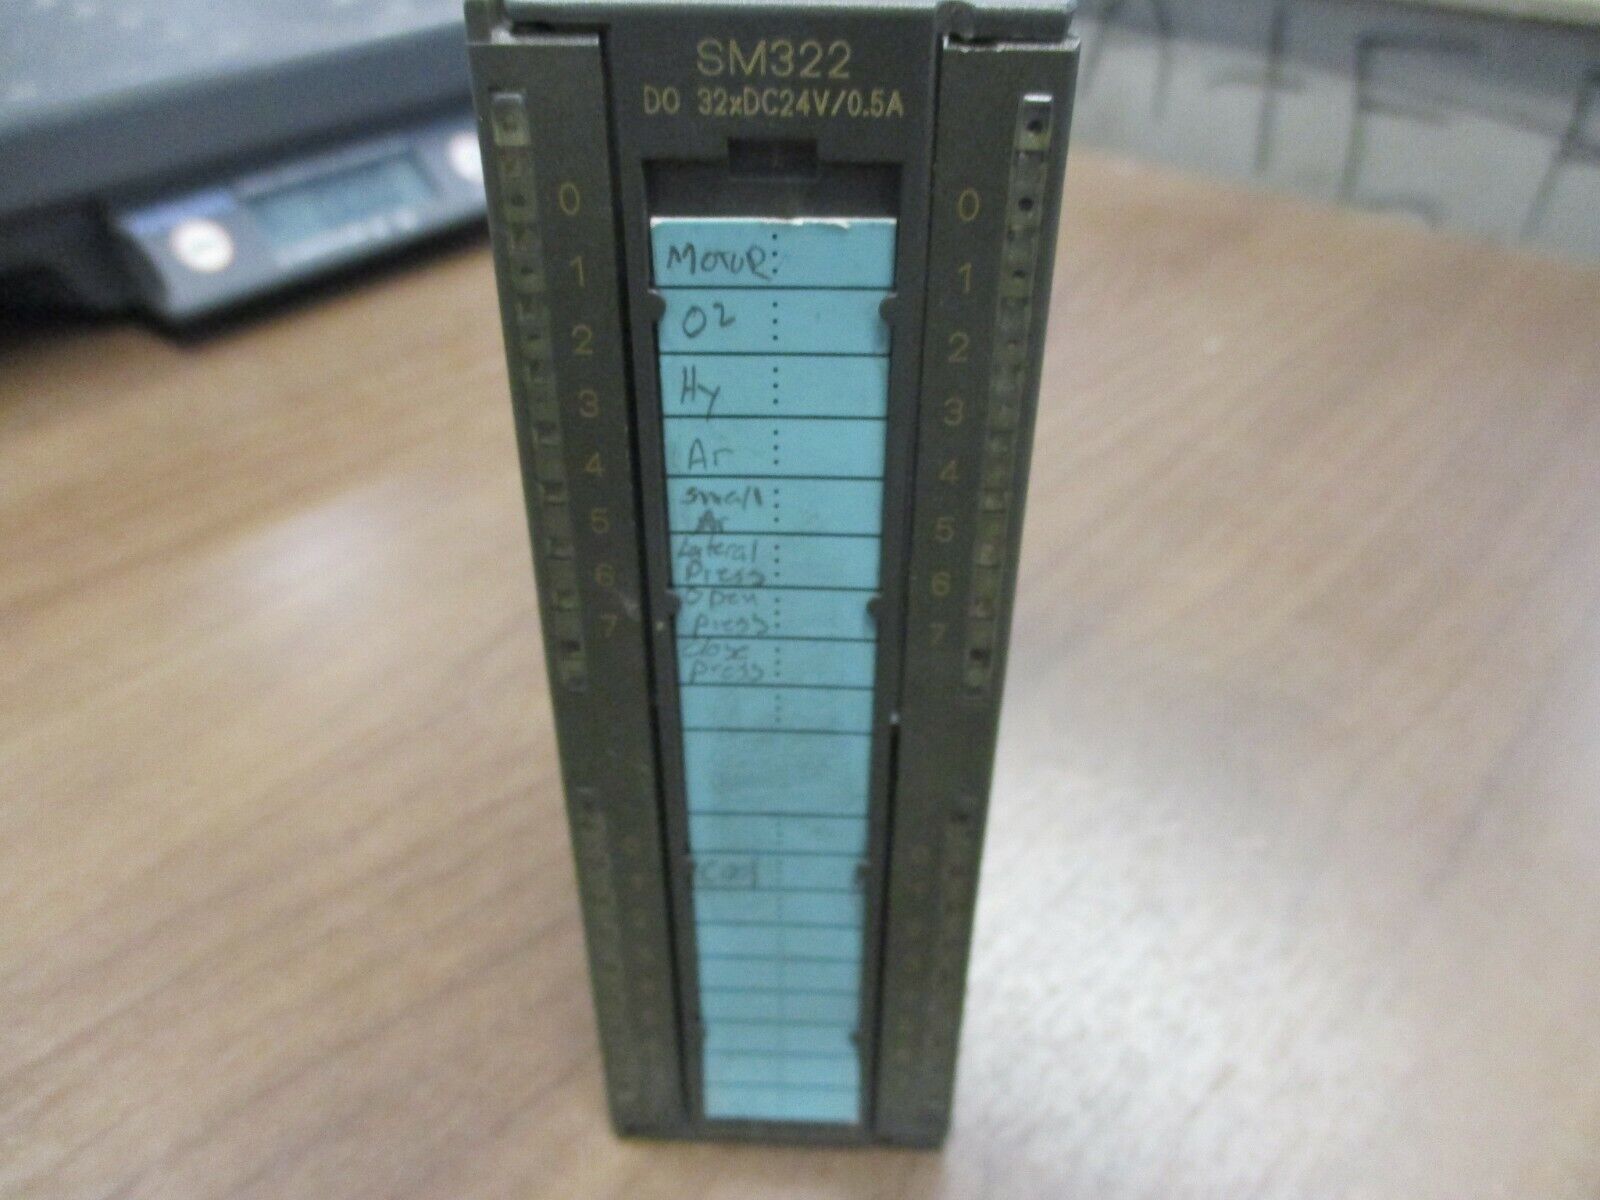 SM322
DO 32xDC24V/0.5A
0 0
1 1
2 2
3 3
4 4
5 5
6 6
7 7
Motor
O2
Hy
Ar
small
Ar
Lateral
Press
Open
press
close
press
Cool